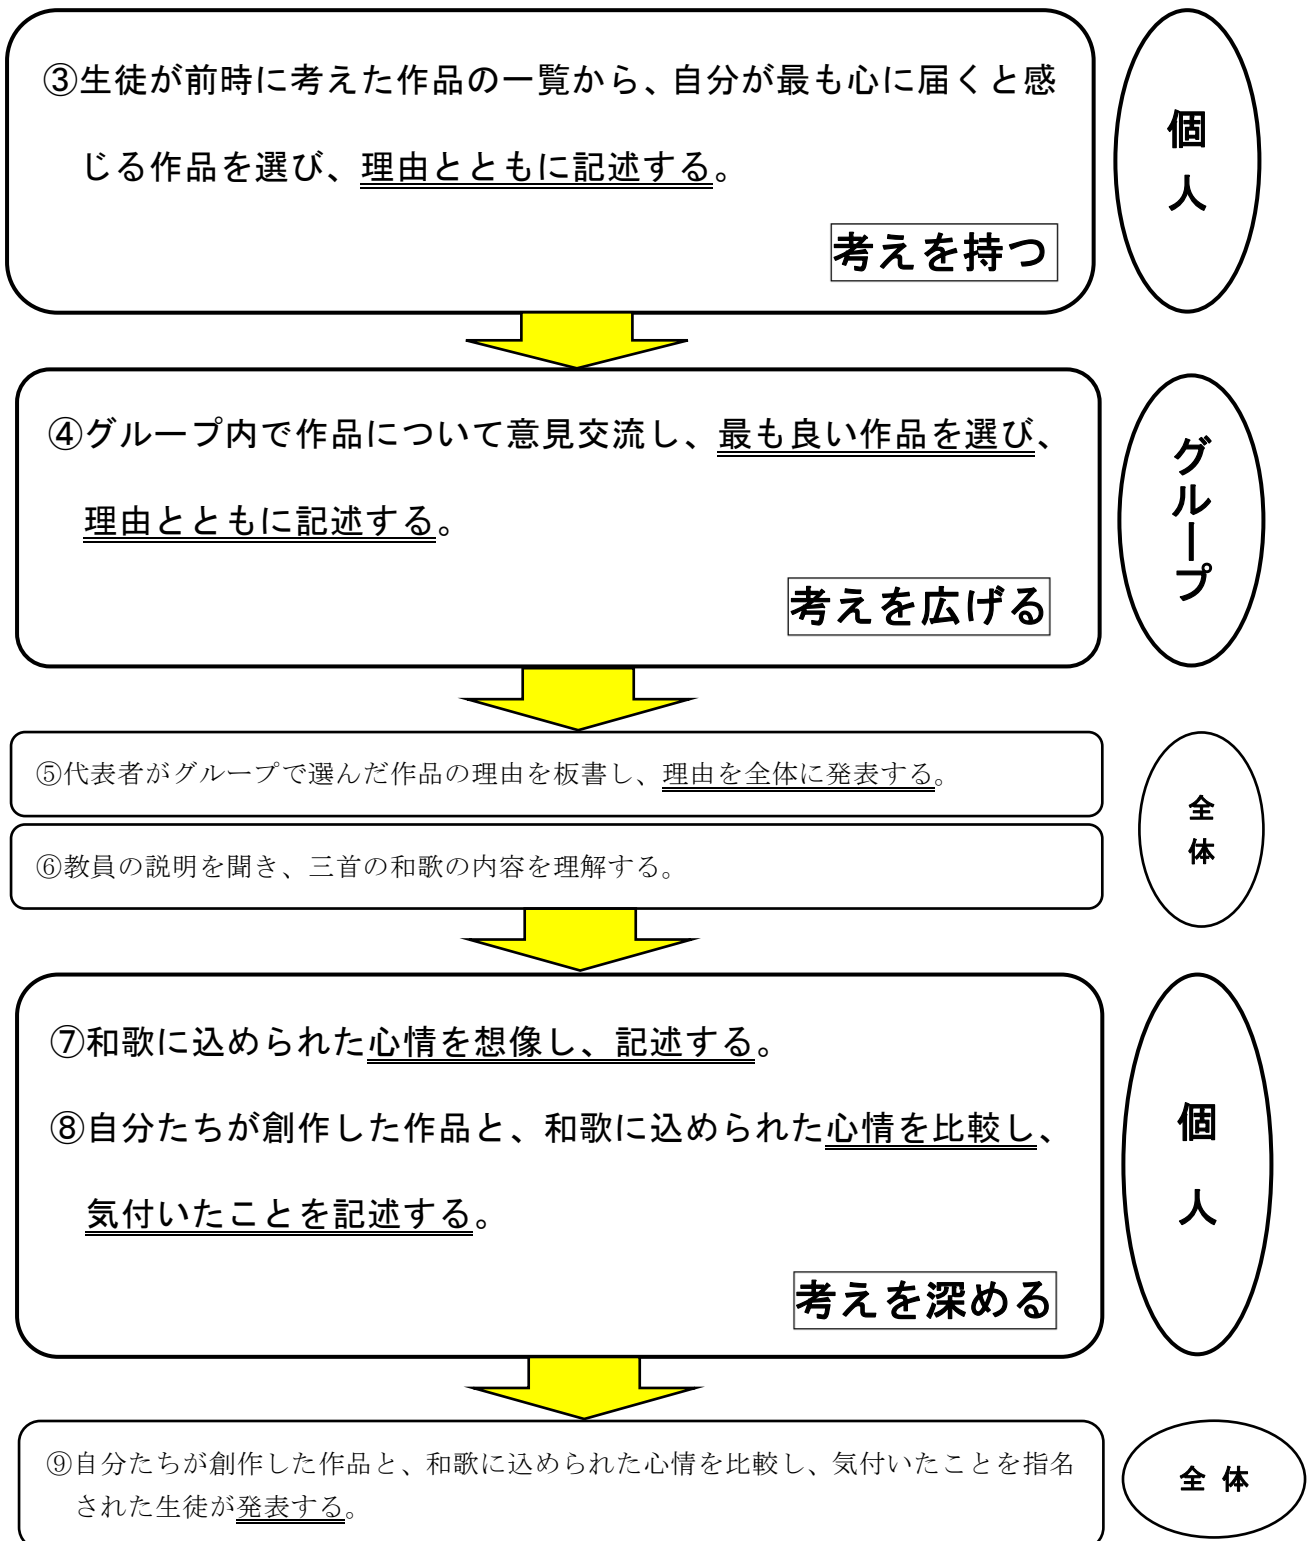 ③生徒が前時に考えた作品の一覧から、自分が最も心に届くと感
じる作品を選び、理由とともに記述する。
考えを持つ
個人
④グループ内で作品について意見交流し、最も良い作品を選び、
理由とともに記述する。
考えを広げる
グループ
⑤代表者がグループで選んだ作品の理由を板書し、理由を全体に発表する。
⑥教員の説明を聞き、三首の和歌の内容を理解する。
全体
⑦和歌に込められた心情を想像し、記述する。
⑧自分たちが創作した作品と、和歌に込められた心情を比較し、
気付いたことを記述する。
考えを深める
個人
⑨自分たちが創作した作品と、和歌に込められた心情を比較し、気付いたことを指名
された生徒が発表する。
全 体